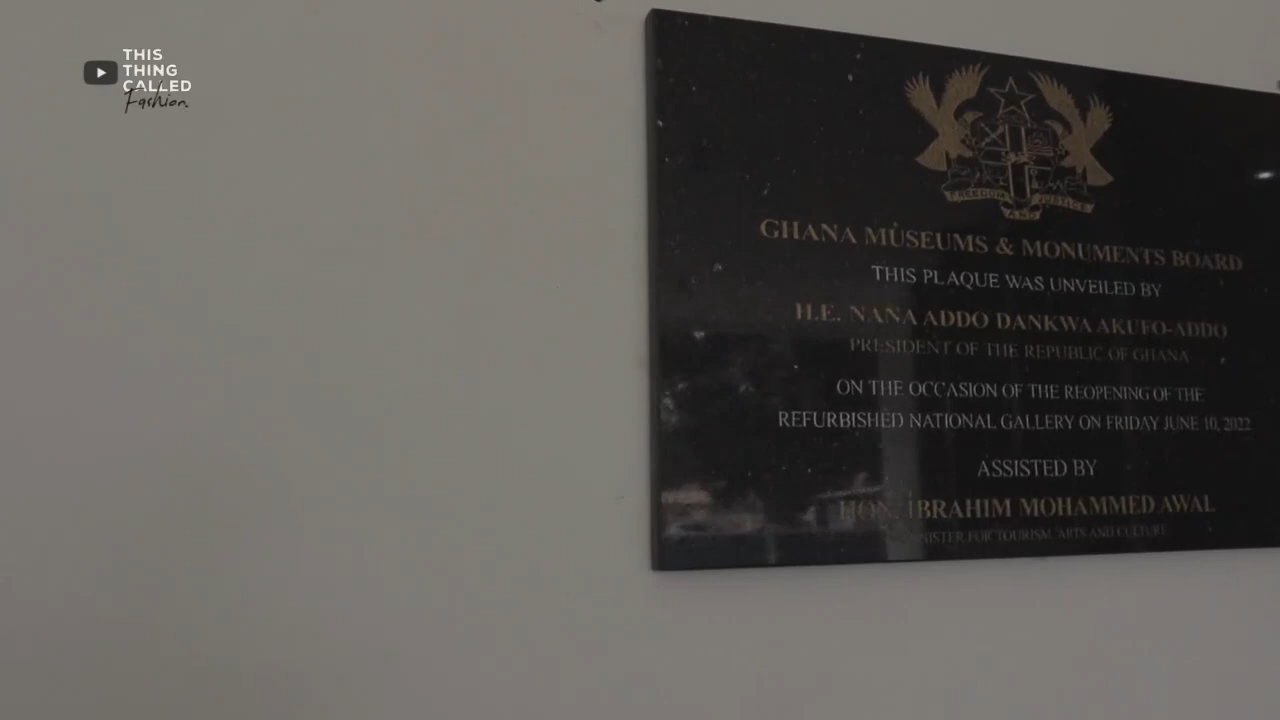 THIS
THING
CALLED
Fashion.
FREEDOM AND JUSTICE
GHANA MUSEUMS & MONUMENTS BOARD
THIS PLAQUE WAS UNVEILED BY
H.E. NANA ADDO DANKWA AKUFO-ADDO
PRESIDENT OF THE REPUBLIC OF GHANA
ON THE OCCASION OF THE REOPENING OF THE
REFURBISHED NATIONAL GALLERY ON FRIDAY JUNE 10, 2022
ASSISTED BY
HON. IBRAHIM MOHAMMED AWAL
MINISTER FOR TOURISM, ARTS AND CULTURE